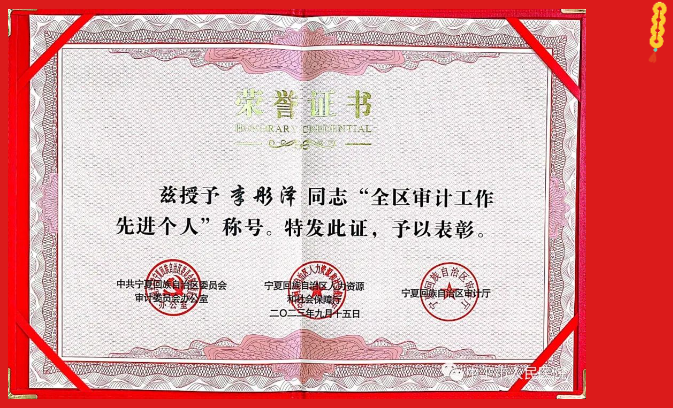 荣誉证书
HONORARY CREDENTIAL
兹授予 李彤泽 同志“全区审计工作
先进个人”称号。特发此证，予以表彰。
中共宁夏回族自治区委员会
审计委员会办公室
宁夏回族自治区人力资源
和社会保障厅
宁夏回族自治区审计厅
二〇二三年九月十五日